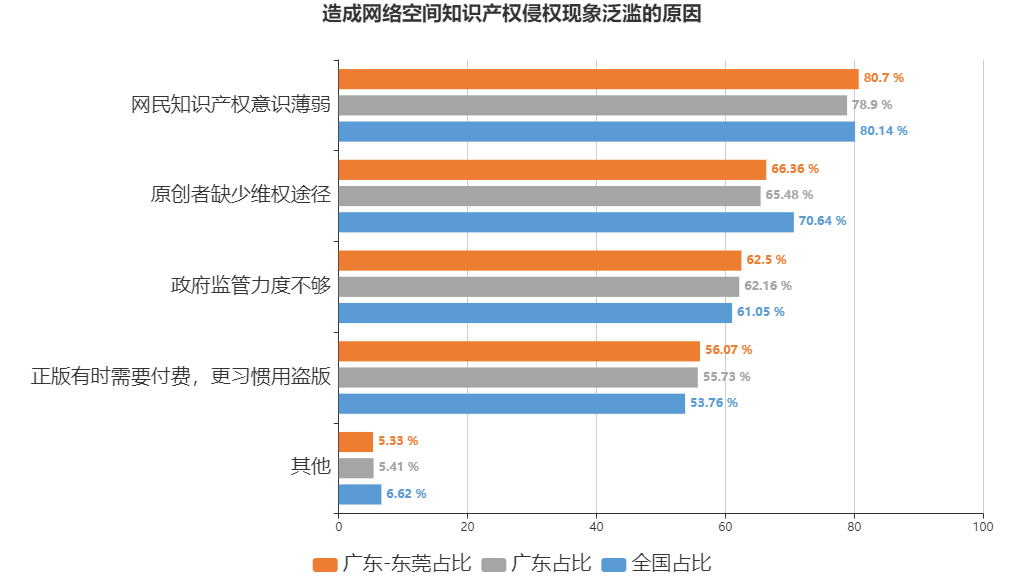 造成网络空间知识产权侵权现象泛滥的原因
网民知识产权意识薄弱
80.7 %
78.9 %
80.14 %
原创者缺少维权途径
66.36 %
65.48 %
70.64 %
政府监管力度不够
62.5 %
62.16 %
61.05 %
正版有时需要付费，更习惯用盗版
56.07 %
55.73 %
53.76 %
其他
5.33 %
5.41 %
6.62 %
0 20 40 60 80 100
广东-东莞占比 广东占比 全国占比